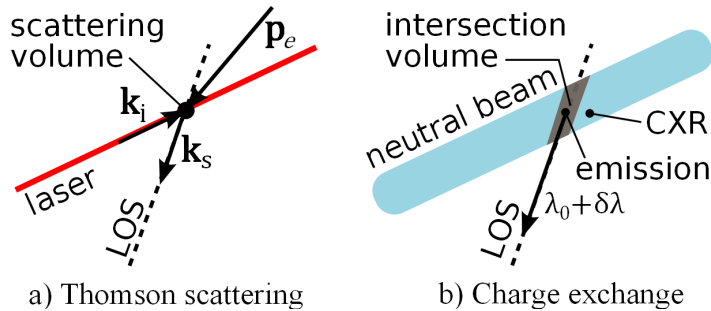 scattering
volume
p_e
k_i
k_s
laser
LOS
a) Thomson scattering
intersection
volume
neutral beam
CXR
emission
λ₀+δλ
LOS
b) Charge exchange